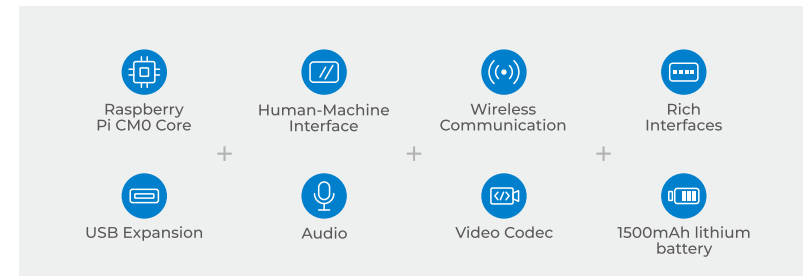 Raspberry
Pi CM0 Core
Human-Machine
Interface
Wireless
Communication
Rich
Interfaces
USB Expansion
Audio
Video Codec
1500mAh lithium
battery